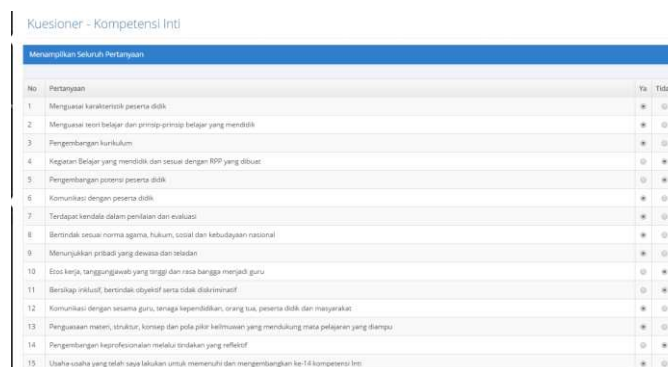 Kuesioner - Kompetensi Inti
Menampilkan Seluruh Pertanyaan
No Pertanyaan Ya Tida
1 Menguasai karakteristik peserta didik
2 Menguasai teori belajar dan prinsip-prinsip belajar yang mendidik
3 Pengembangan kurikulum
4 Kegiatan Belajar yang mendidik dan sesuai dengan RPP yang dibuat
5 Pengembangan potensi peserta didik
6 Komunikasi dengan peserta didik
7 Terdapat kendala dalam penilaian dan evaluasi
8 Bertindak sesuai norma agama, hukum, sosial dan kebudayaan nasional
9 Menunjukkan pribadi yang dewasa dan teladan
10 Etos kerja, tanggungjawab yang tinggi dan rasa bangga menjadi guru
11 Bersikap inklusif, bertindak obyektif serta tidak diskriminatif
12 Komunikasi dengan sesama guru, tenaga kependidikan, orang tua, peserta didik dan masyarakat
13 Penguasaan materi, struktur, konsep dan pola pikir keilmuwan yang mendukung mata pelajaran yang diampu
14 Pengembangan keprofesionalan melalui tindakan yang reflektif
15 Usaha-usaha yang telah saya lakukan untuk memenuhi dan mengembangkan ke-14 kompetensi Inti